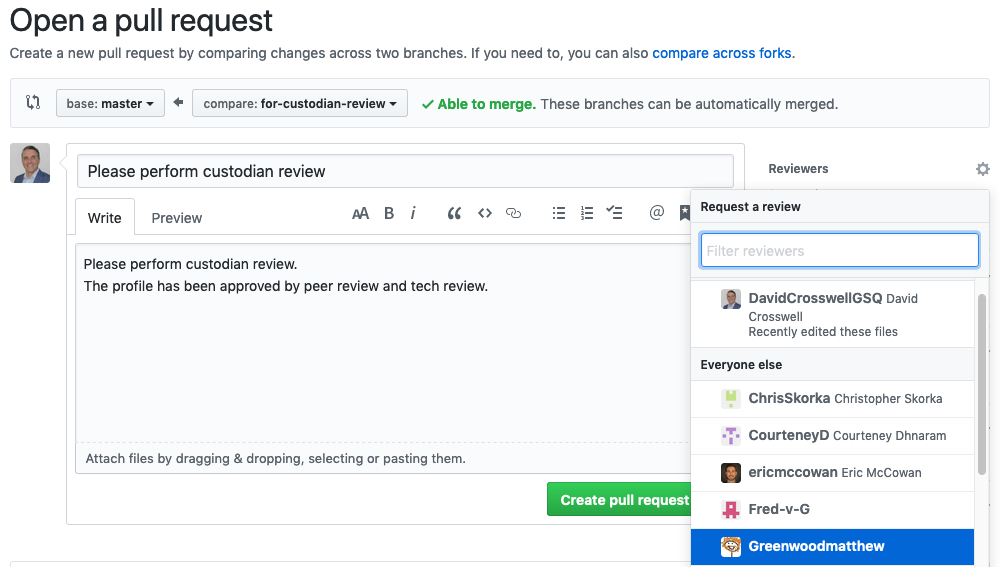 Open a pull request
Create a new pull request by comparing changes across two branches. If you need to, you can also compare across forks.
base: master
compare: for-custodian-review
Able to merge. These branches can be automatically merged.
Please perform custodian review
Reviewers
Write
Preview
AA B i
@
Request a review
Filter reviewers
Please perform custodian review.
The profile has been approved by peer review and tech review.
DavidCrosswellGSQ David
Crosswell
Recently edited these files
Everyone else
ChrisSkorka Christopher Skorka
CourteneyD Courteney Dhnaram
ericmccowan Eric McCowan
Fred-v-G
Greenwoodmatthew
Attach files by dragging & dropping, selecting or pasting them.
Create pull request